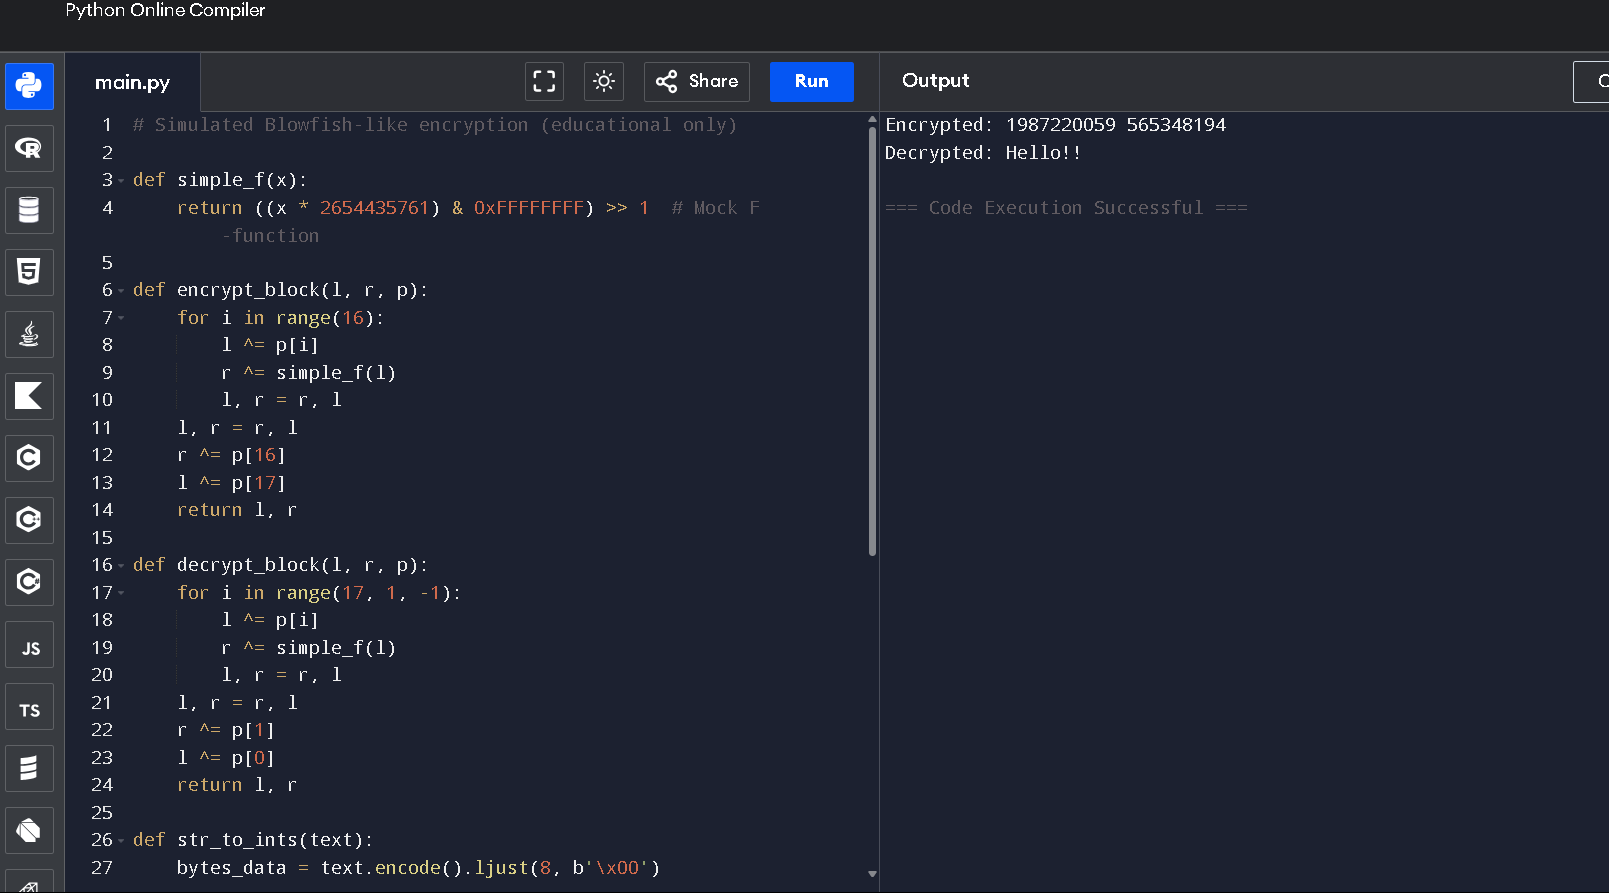 Python Online Compiler
main.py
Share
Run
Output
1 # Simulated Blowfish-like encryption (educational only)
2
3 def simple_f(x):
4     return ((x * 2654435761) & 0xFFFFFFFF) >> 1  # Mock F
-function
5
6 def encrypt_block(l, r, p):
7     for i in range(16):
8         l ^= p[i]
9         r ^= simple_f(l)
10         l, r = r, l
11     l, r = r, l
12     r ^= p[16]
13     l ^= p[17]
14     return l, r
15
16 def decrypt_block(l, r, p):
17     for i in range(17, 1, -1):
18         l ^= p[i]
19         r ^= simple_f(l)
20         l, r = r, l
21     l, r = r, l
22     r ^= p[1]
23     l ^= p[0]
24     return l, r
25
26 def str_to_ints(text):
27     bytes_data = text.encode().ljust(8, b'\x00')
Encrypted: 1987220059 565348194
Decrypted: Hello!!
=== Code Execution Successful ===
JS
TS